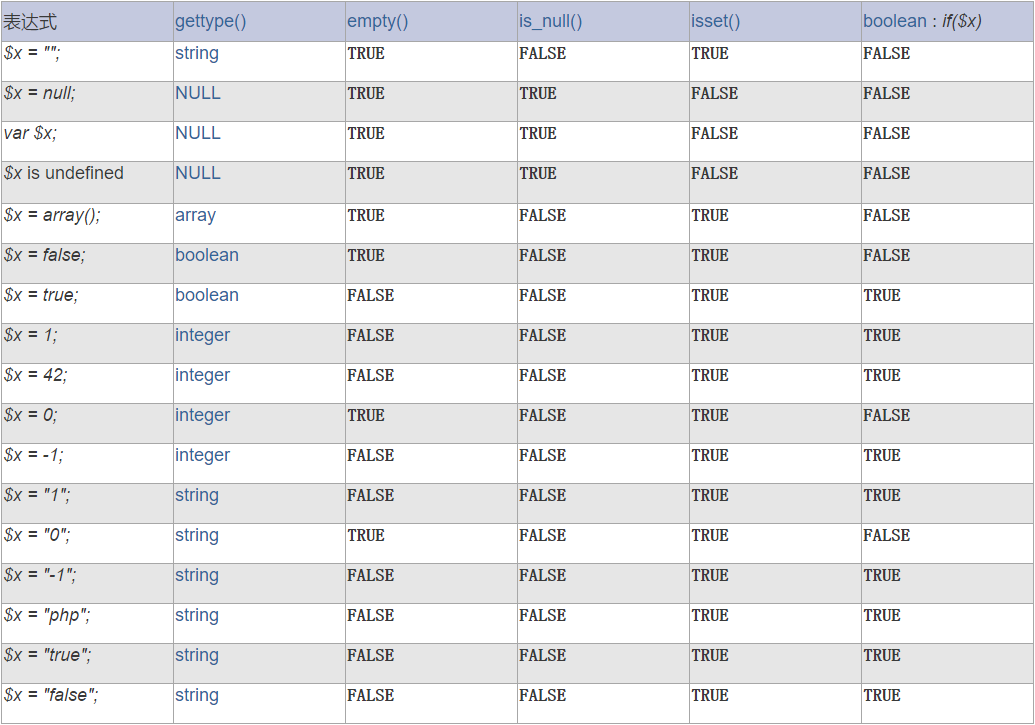 表达式 gettype() empty() is_null() isset() boolean : if($x)
$x = ""; string TRUE FALSE TRUE FALSE
$x = null; NULL TRUE TRUE FALSE FALSE
var $x; NULL TRUE TRUE FALSE FALSE
$x is undefined NULL TRUE TRUE FALSE FALSE
$x = array(); array TRUE FALSE TRUE FALSE
$x = false; boolean TRUE FALSE TRUE FALSE
$x = true; boolean FALSE FALSE TRUE TRUE
$x = 1; integer FALSE FALSE TRUE TRUE
$x = 42; integer FALSE FALSE TRUE TRUE
$x = 0; integer TRUE FALSE TRUE FALSE
$x = -1; integer FALSE FALSE TRUE TRUE
$x = "1"; string FALSE FALSE TRUE TRUE
$x = "0"; string TRUE FALSE TRUE FALSE
$x = "-1"; string FALSE FALSE TRUE TRUE
$x = "php"; string FALSE FALSE TRUE TRUE
$x = "true"; string FALSE FALSE TRUE TRUE
$x = "false"; string FALSE FALSE TRUE TRUE